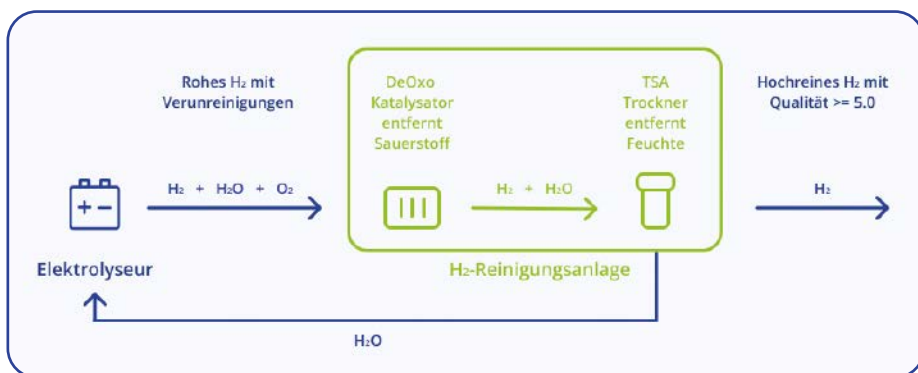 Rohes H₂ mit
Verunreinigungen
DeOxo
Katalysator
entfernt
Sauerstoff
TSA
Trockner
entfernt
Feuchte
Hochreines H₂ mit
Qualität >= 5.0
H₂ + H₂O + O₂
H₂ + H₂O
H₂
+ −
Elektrolyseur
H₂-Reinigungsanlage
H₂O